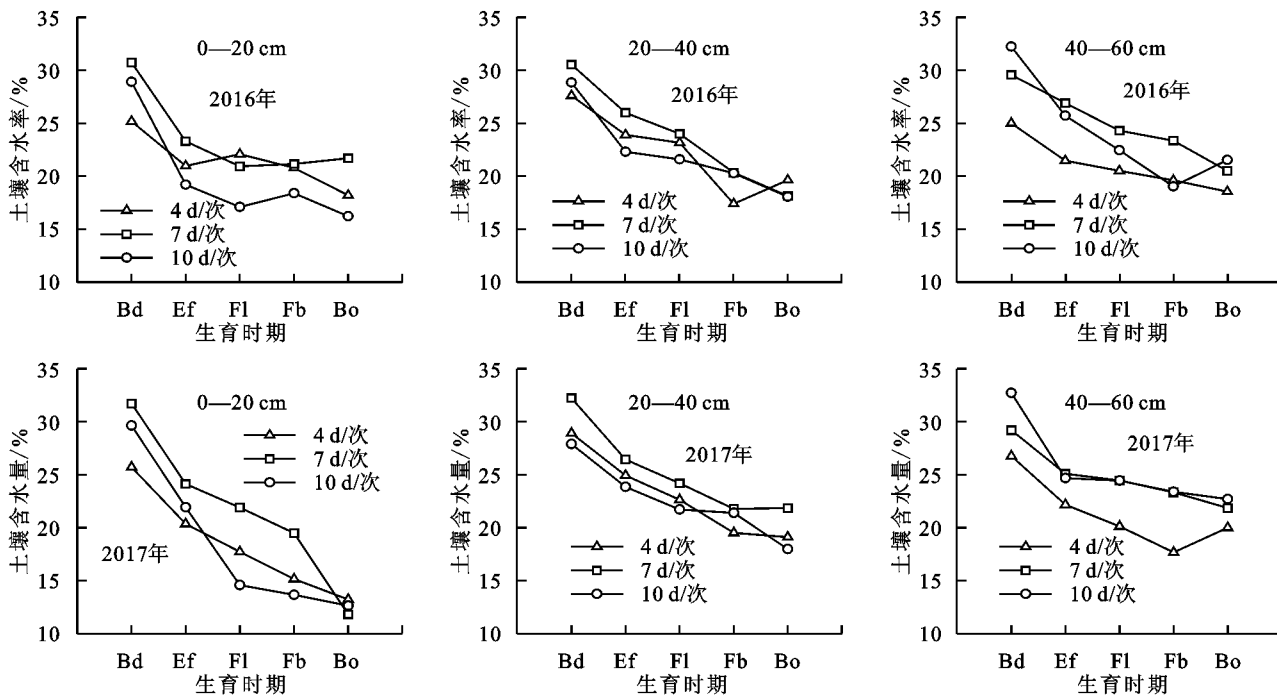 35
30
25
20
15
10
土壤含水率/%
0—20 cm
2016年
4 d/次
7 d/次
10 d/次
Bd Ef Fl Fb Bo
生育时期
35
30
25
20
15
10
土壤含水率/%
20—40 cm
2016年
4 d/次
7 d/次
10 d/次
Bd Ef Fl Fb Bo
生育时期
35
30
25
20
15
10
土壤含水率/%
40—60 cm
2016年
4 d/次
7 d/次
10 d/次
Bd Ef Fl Fb Bo
生育时期
35
30
25
20
15
10
土壤含水量/%
0—20 cm
4 d/次
7 d/次
10 d/次
2017年
Bd Ef Fl Fb Bo
生育时期
35
30
25
20
15
10
土壤含水量/%
20—40 cm
2017年
4 d/次
7 d/次
10 d/次
Bd Ef Fl Fb Bo
生育时期
35
30
25
20
15
10
土壤含水量/%
40—60 cm
2017年
4 d/次
7 d/次
10 d/次
Bd Ef Fl Fb Bo
生育时期